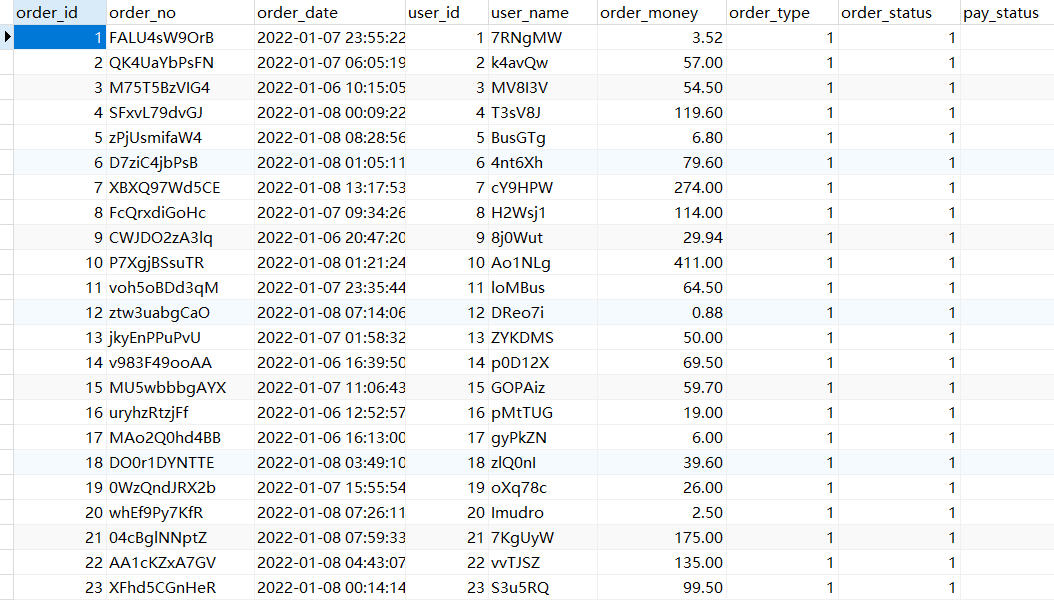 order_id order_no order_date user_id user_name order_money order_type order_status pay_status
1 FALU4sW9OrB 2022-01-07 23:55:22 1 7RNgMW 3.52 1 1
2 QK4UaYbPsFN 2022-01-07 06:05:19 2 k4avQw 57.00 1 1
3 M75T5BzVIG4 2022-01-06 10:15:05 3 MV8I3V 54.50 1 1
4 SFxvL79dvGJ 2022-01-08 00:09:22 4 T3sV8J 119.60 1 1
5 zPjUsmifaW4 2022-01-08 08:28:56 5 BusGTg 6.80 1 1
6 D7ziC4jbPsB 2022-01-08 01:05:11 6 4nt6Xh 79.60 1 1
7 XBXQ97Wd5CE 2022-01-08 13:17:53 7 cY9HPW 274.00 1 1
8 FcQrxdiGoHc 2022-01-07 09:34:26 8 H2Wsj1 114.00 1 1
9 CWJDO2zA3lq 2022-01-06 20:47:20 9 8j0Wut 29.94 1 1
10 P7XgjBSsuTR 2022-01-08 01:21:24 10 Ao1NLg 411.00 1 1
11 voh5oBDd3qM 2022-01-07 23:35:44 11 loMBus 64.50 1 1
12 ztw3uabgCaO 2022-01-08 07:14:06 12 DReo7i 0.88 1 1
13 jkyEnPPuPvU 2022-01-07 01:58:32 13 ZYKDMS 50.00 1 1
14 v983F49ooAA 2022-01-06 16:39:50 14 p0D12X 69.50 1 1
15 MU5wbbbgAYX 2022-01-07 11:06:43 15 GOPAiz 59.70 1 1
16 uryhzRtzjFf 2022-01-06 12:52:57 16 pMtTUG 19.00 1 1
17 MAo2Q0hd4BB 2022-01-06 16:13:00 17 gyPkZN 6.00 1 1
18 DO0r1DYNTTE 2022-01-08 03:49:10 18 zlQ0nI 39.60 1 1
19 0WzQndJRX2b 2022-01-07 15:55:54 19 oXq78c 26.00 1 1
20 whEf9Py7KfR 2022-01-08 07:26:11 20 Imudro 2.50 1 1
21 04cBglNNptZ 2022-01-08 07:59:33 21 7KgUyW 175.00 1 1
22 AA1cKZxA7GV 2022-01-08 04:43:07 22 vvTJSZ 135.00 1 1
23 XFhd5CGnHeR 2022-01-08 00:14:14 23 S3u5RQ 99.50 1 1